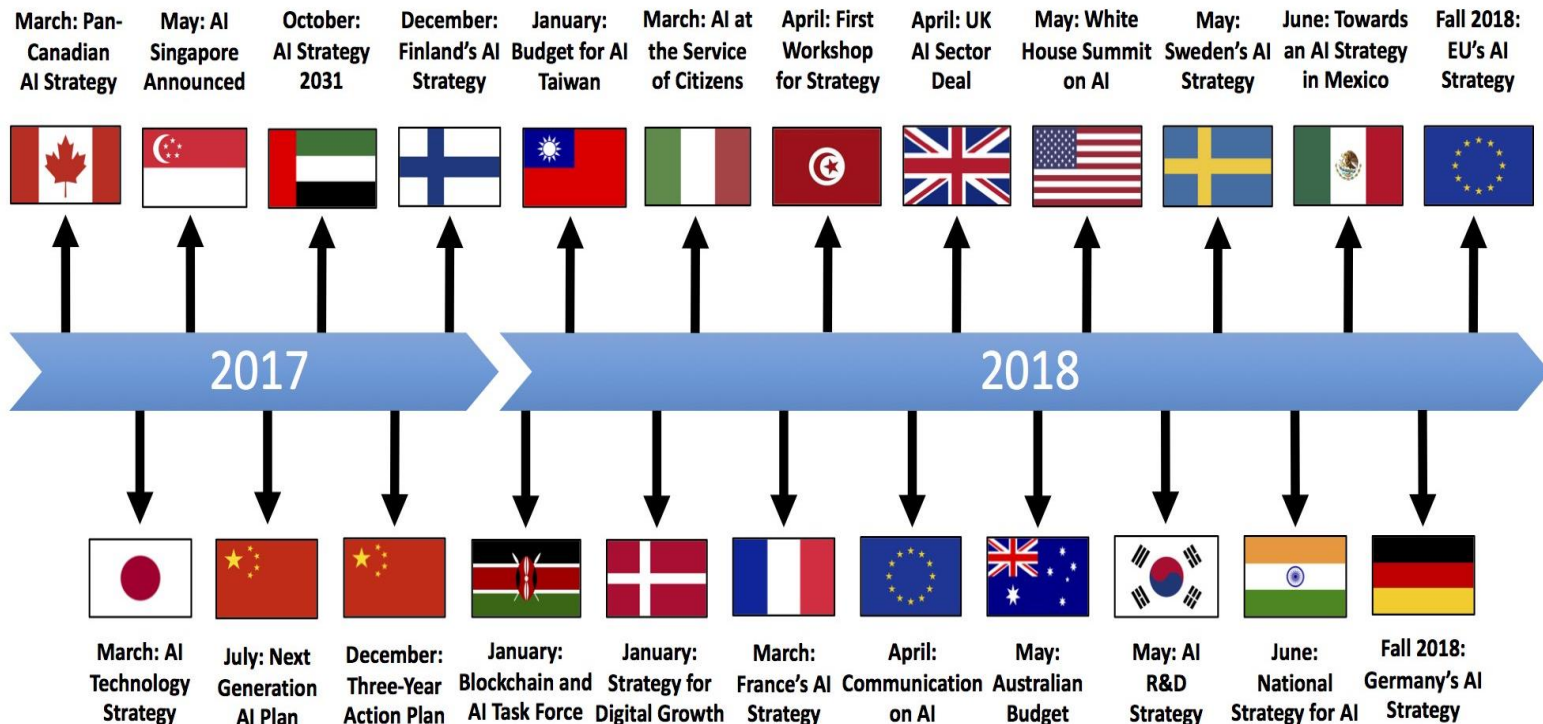 March: Pan-
Canadian
AI Strategy
May: AI
Singapore
Announced
October:
AI Strategy
2031
December:
Finland's AI
Strategy
January:
Budget for AI
Taiwan
March: AI at
the Service
of Citizens
April: First
Workshop
for Strategy
April: UK
AI Sector
Deal
May: White
House Summit
on AI
May:
Sweden's AI
Strategy
June: Towards
an AI Strategy
in Mexico
Fall 2018:
EU's AI
Strategy
2017
2018
March: AI
Technology
Strategy
July: Next
Generation
AI Plan
December:
Three-Year
Action Plan
January:
Blockchain and
AI Task Force
January:
Strategy for
Digital Growth
March:
France's AI
Strategy
April:
Communication
on AI
May:
Australian
Budget
May: AI
R&D
Strategy
June:
National
Strategy for AI
Fall 2018:
Germany's AI
Strategy